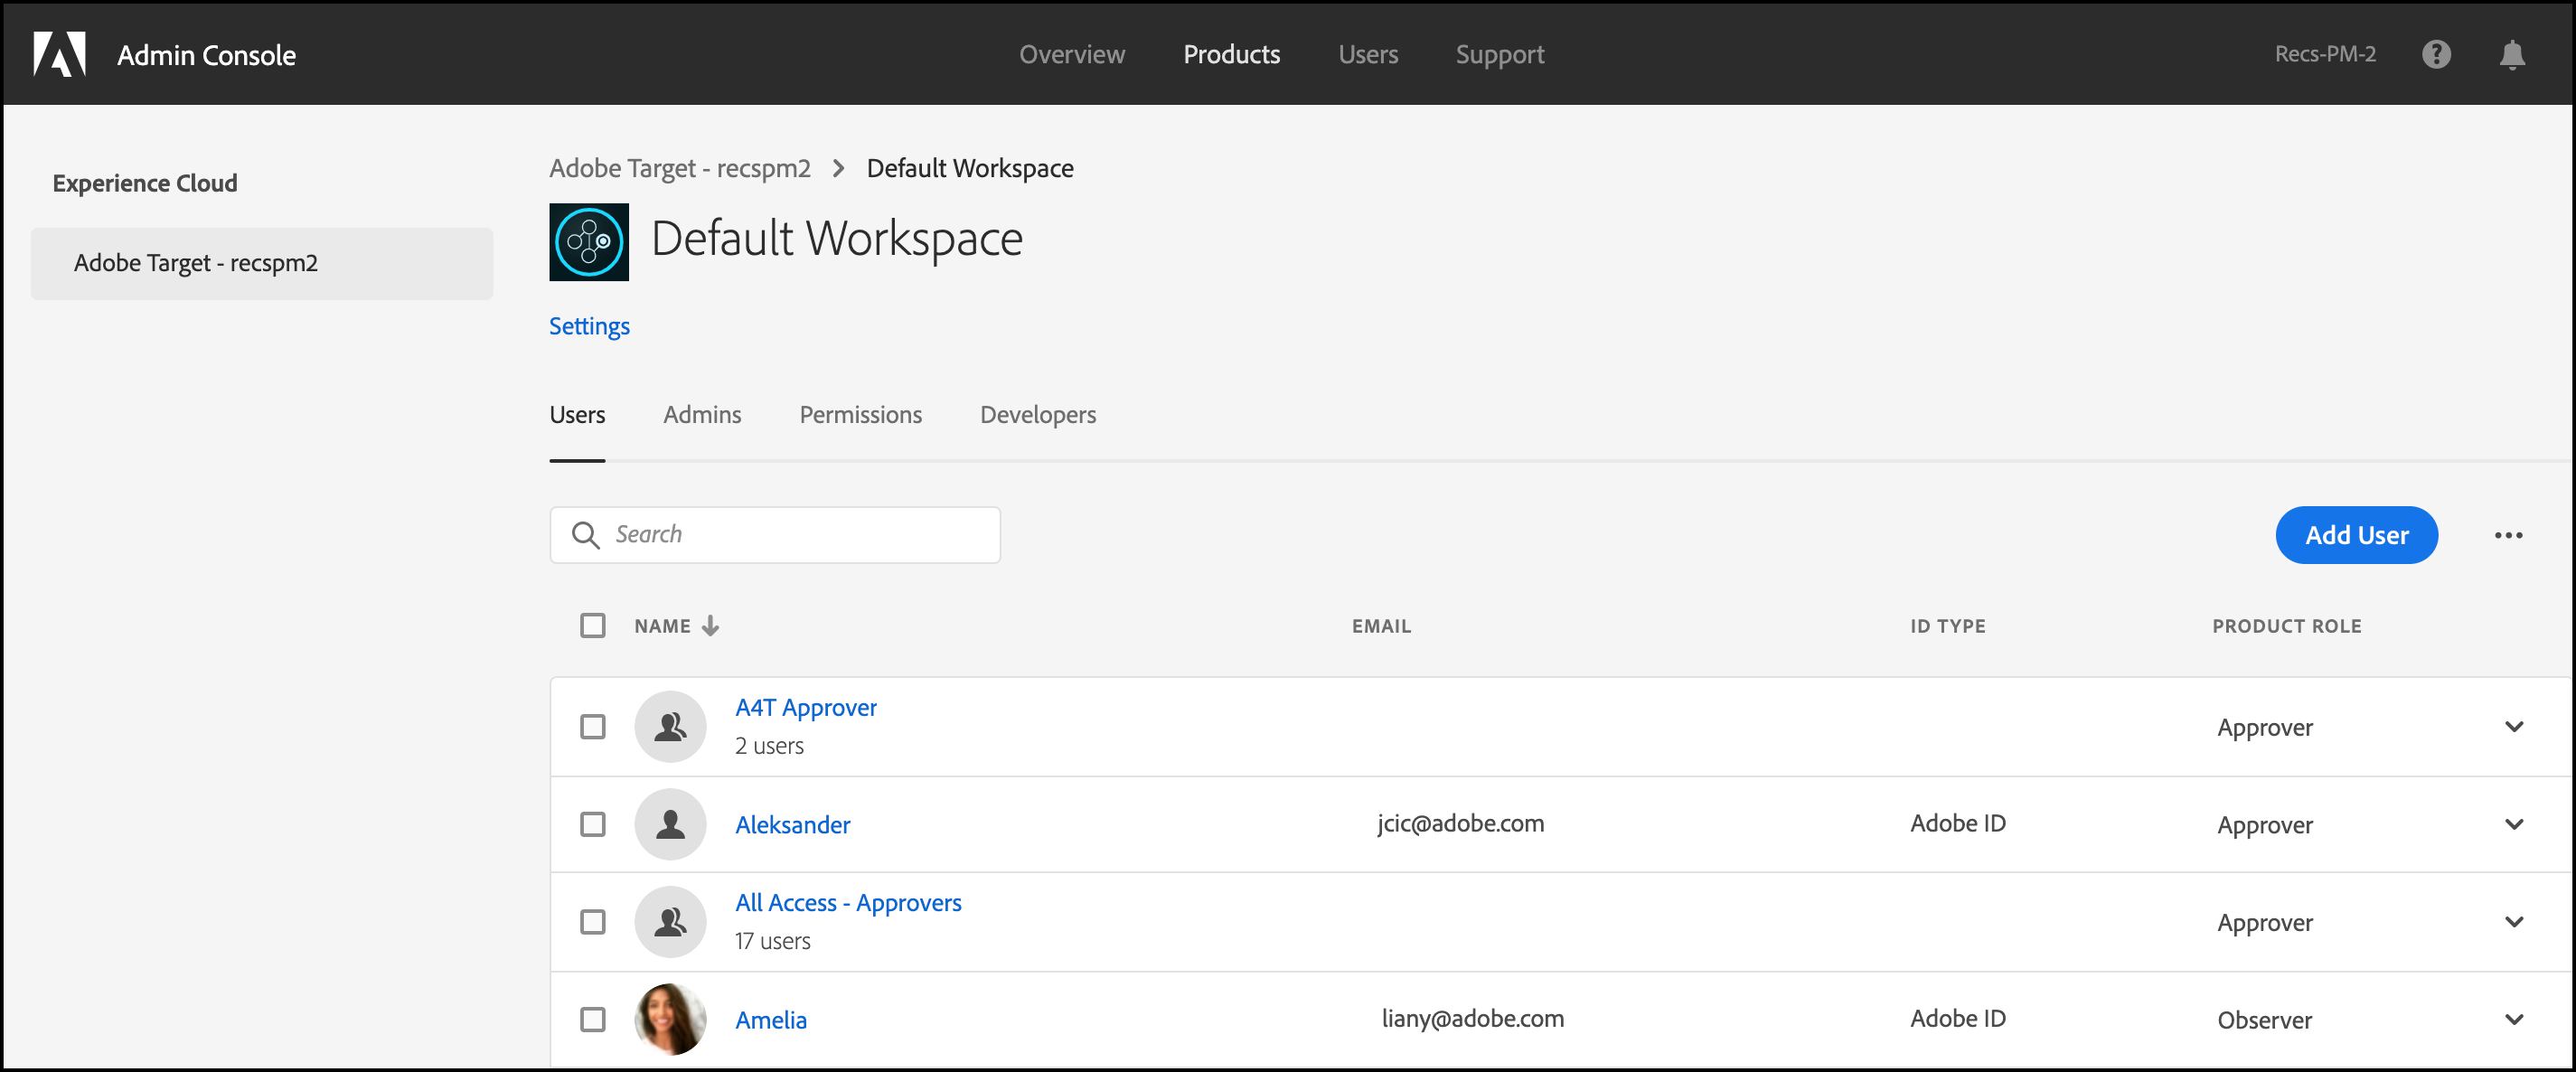 Admin Console
Overview Products Users Support
Recs-PM-2
Experience Cloud
Adobe Target - recspm2
Adobe Target - recspm2 > Default Workspace
Default Workspace
Settings
Users Admins Permissions Developers
Search
Add User
NAME EMAIL ID TYPE PRODUCT ROLE
A4T Approver
2 users
Approver
Aleksander jcic@adobe.com Adobe ID Approver
All Access - Approvers
17 users
Approver
Amelia liany@adobe.com Adobe ID Observer